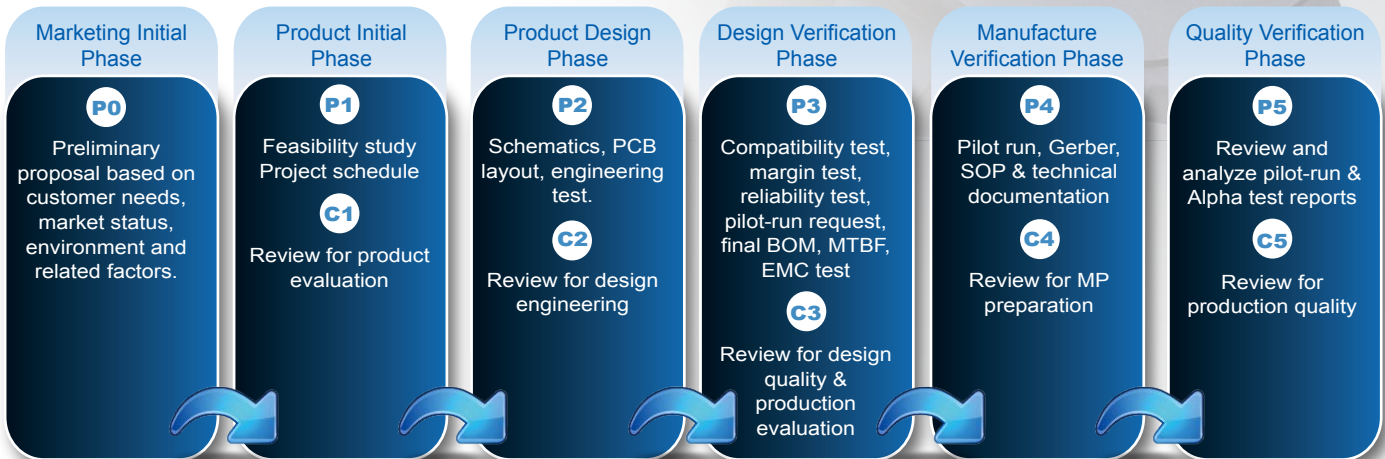 Marketing Initial
Phase
P0
Preliminary
proposal based on
customer needs,
market status,
environment and
related factors.
Product Initial
Phase
P1
Feasibility study
Project schedule
C1
Review for product
evaluation
Product Design
Phase
P2
Schematics, PCB
layout, engineering
test.
C2
Review for design
engineering
Design Verification
Phase
P3
Compatibility test,
margin test,
reliability test,
pilot-run request,
final BOM, MTBF,
EMC test
C3
Review for design
quality &
production
evaluation
Manufacture
Verification Phase
P4
Pilot run, Gerber,
SOP & technical
documentation
C4
Review for MP
preparation
Quality Verification
Phase
P5
Review and
analyze pilot-run &
Alpha test reports
C5
Review for
production quality